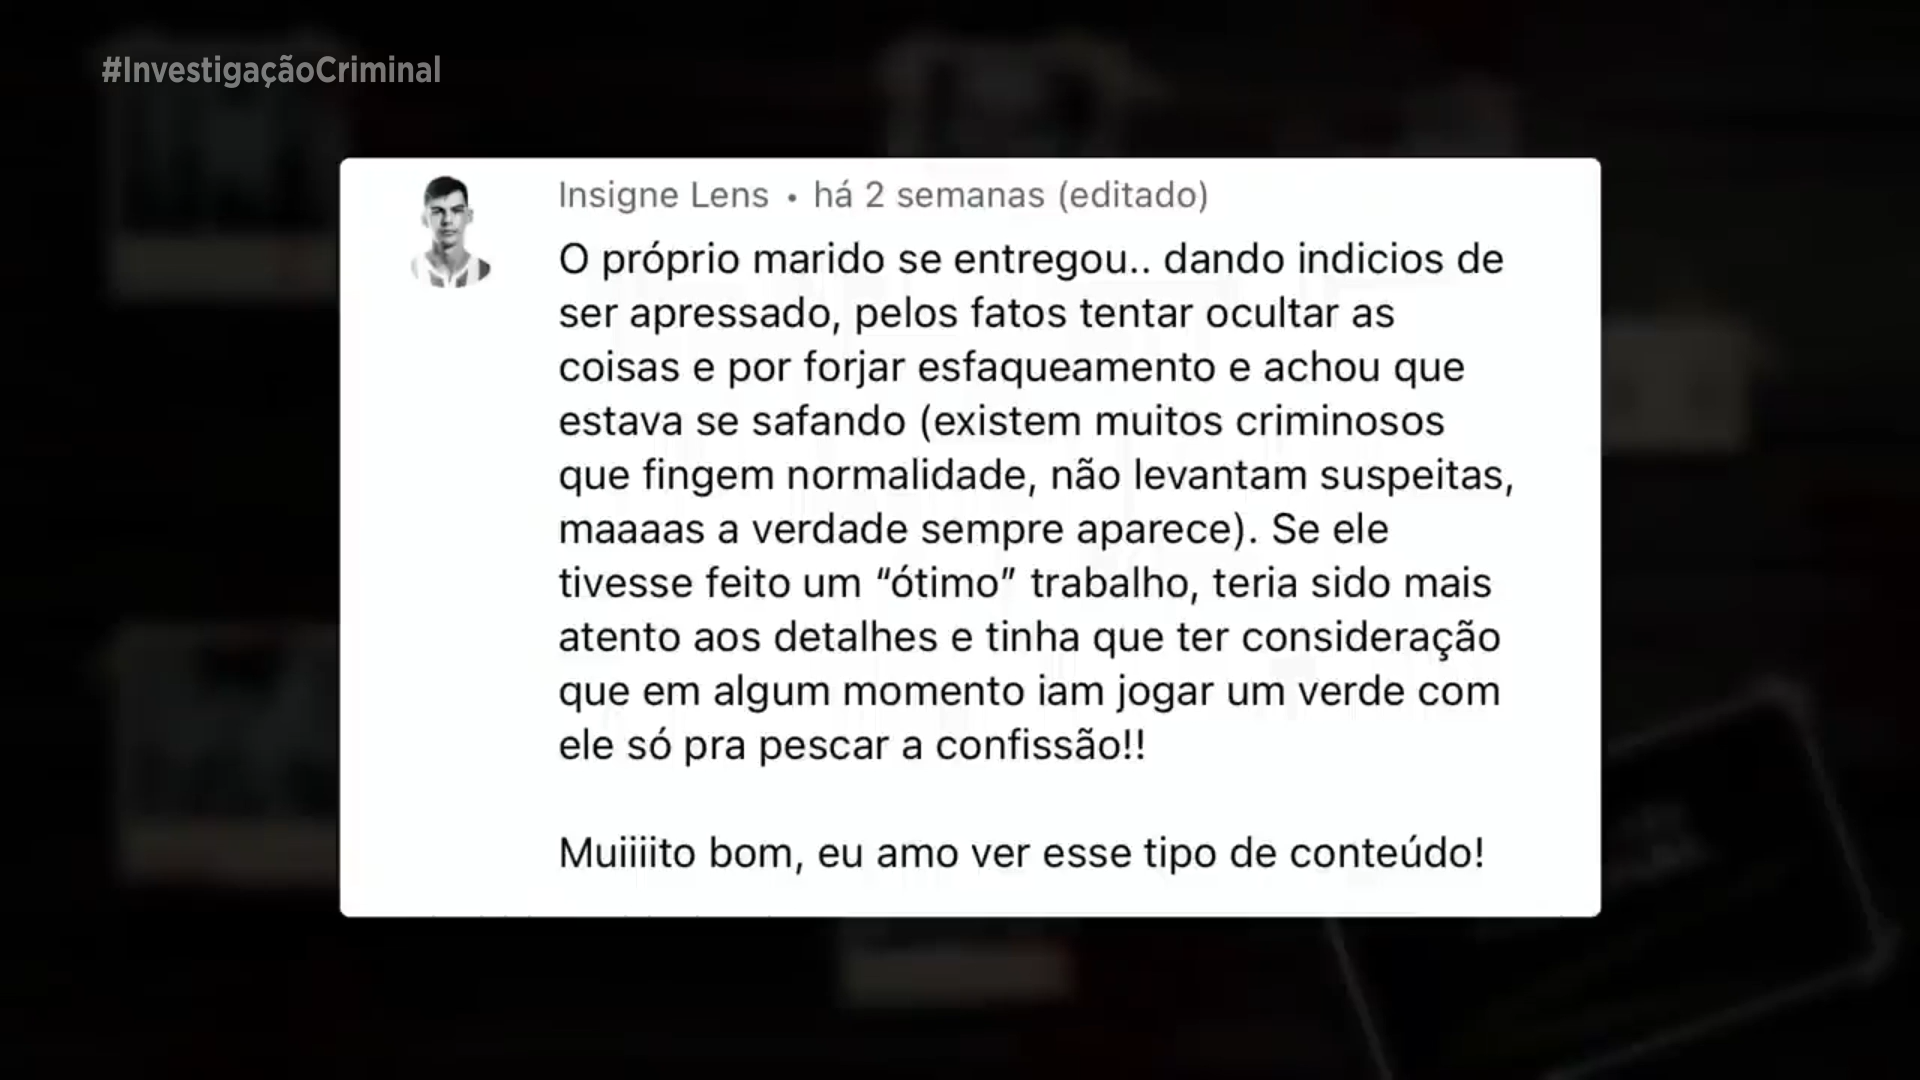 #InvestigaçãoCriminal
Insigne Lens • há 2 semanas (editado)
O próprio marido se entregou.. dando indicios de
ser apressado, pelos fatos tentar ocultar as
coisas e por forjar esfaqueamento e achou que
estava se safando (existem muitos criminosos
que fingem normalidade, não levantam suspeitas,
maaaas a verdade sempre aparece). Se ele
tivesse feito um “ótimo” trabalho, teria sido mais
atento aos detalhes e tinha que ter consideração
que em algum momento iam jogar um verde com
ele só pra pescar a confissão!!
Muiiiito bom, eu amo ver esse tipo de conteúdo!